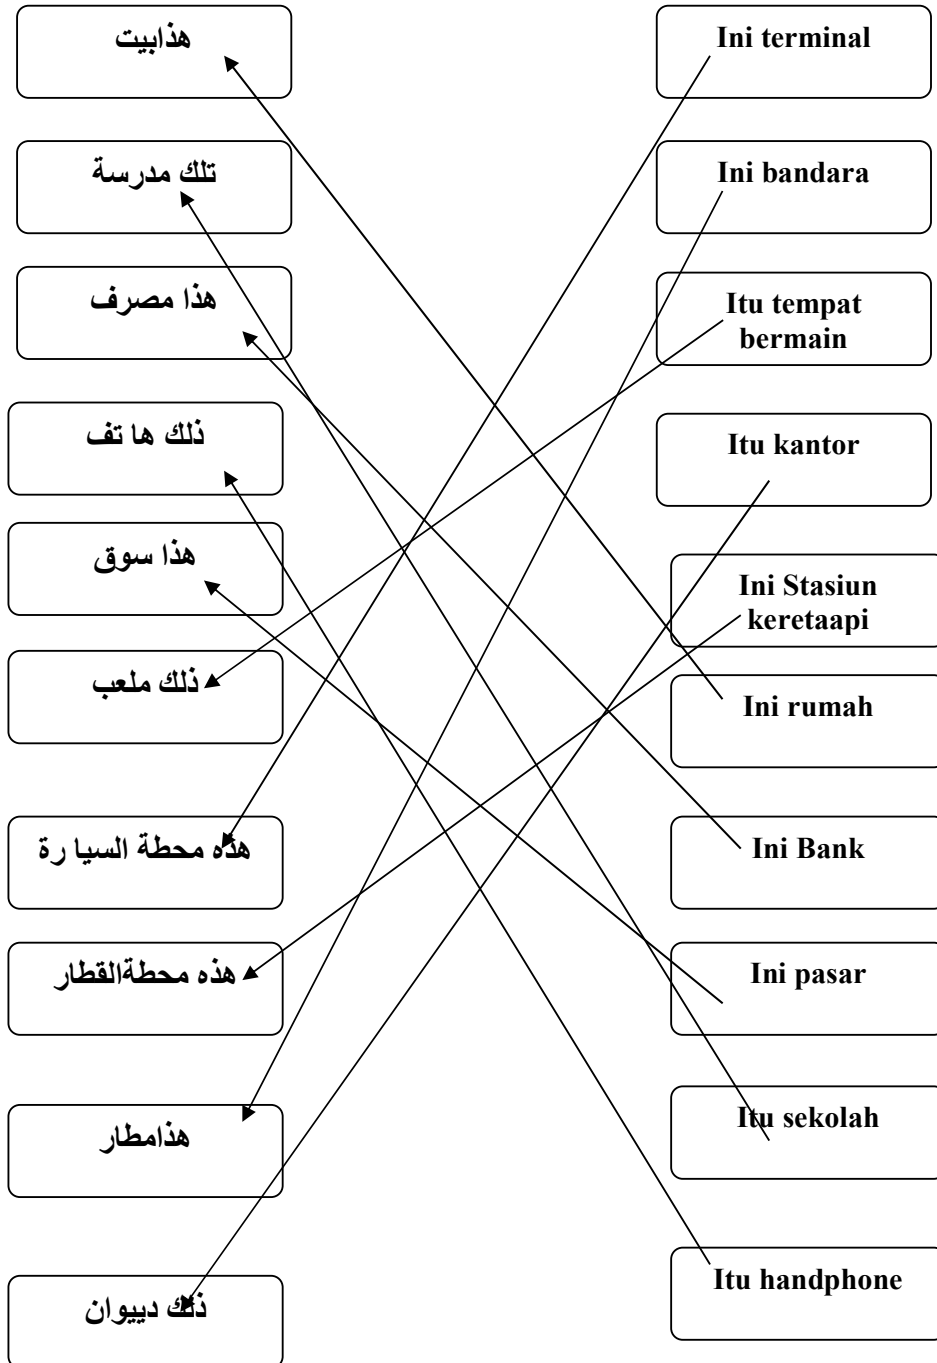 هذابيت
Ini terminal
تلك مدرسة
Ini bandara
هذا مصرف
Itu tempat
bermain
ذلك ها تف
Itu kantor
هذا سوق
Ini Stasiun
keretaapi
ذلك ملعب
Ini rumah
هذه محطة السيا رة
Ini Bank
هذه محطةالقطار
Ini pasar
هذامطار
Itu sekolah
ذلك دييوان
Itu handphone